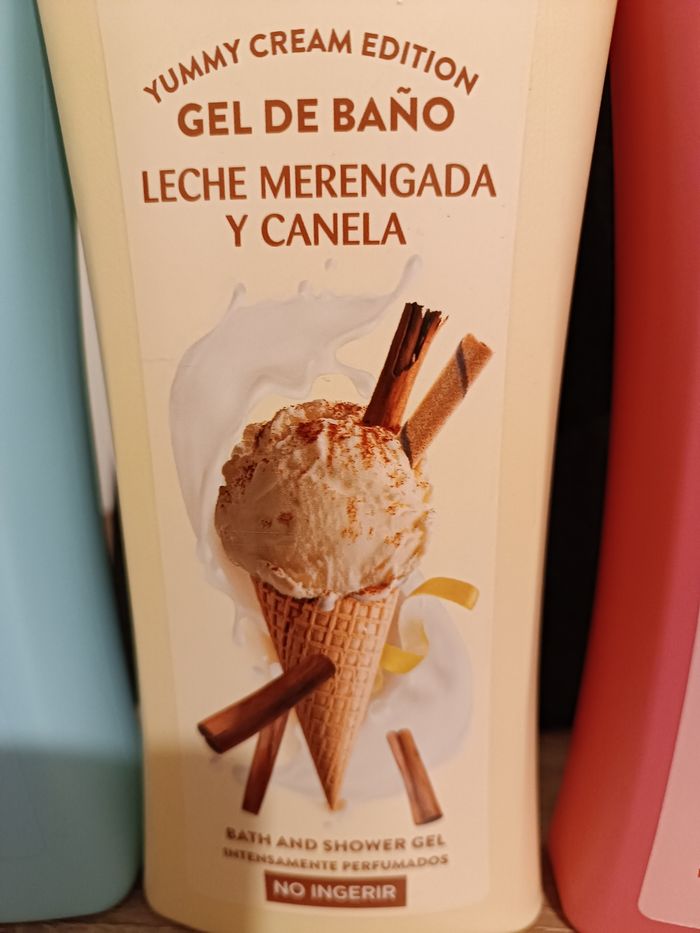 YUMMY CREAM EDITION
GEL DE BAÑO
LECHE MERENGADA
Y CANELA
BATH AND SHOWER GEL
INTENSAMENTE PERFUMADOS
NO INGERIR